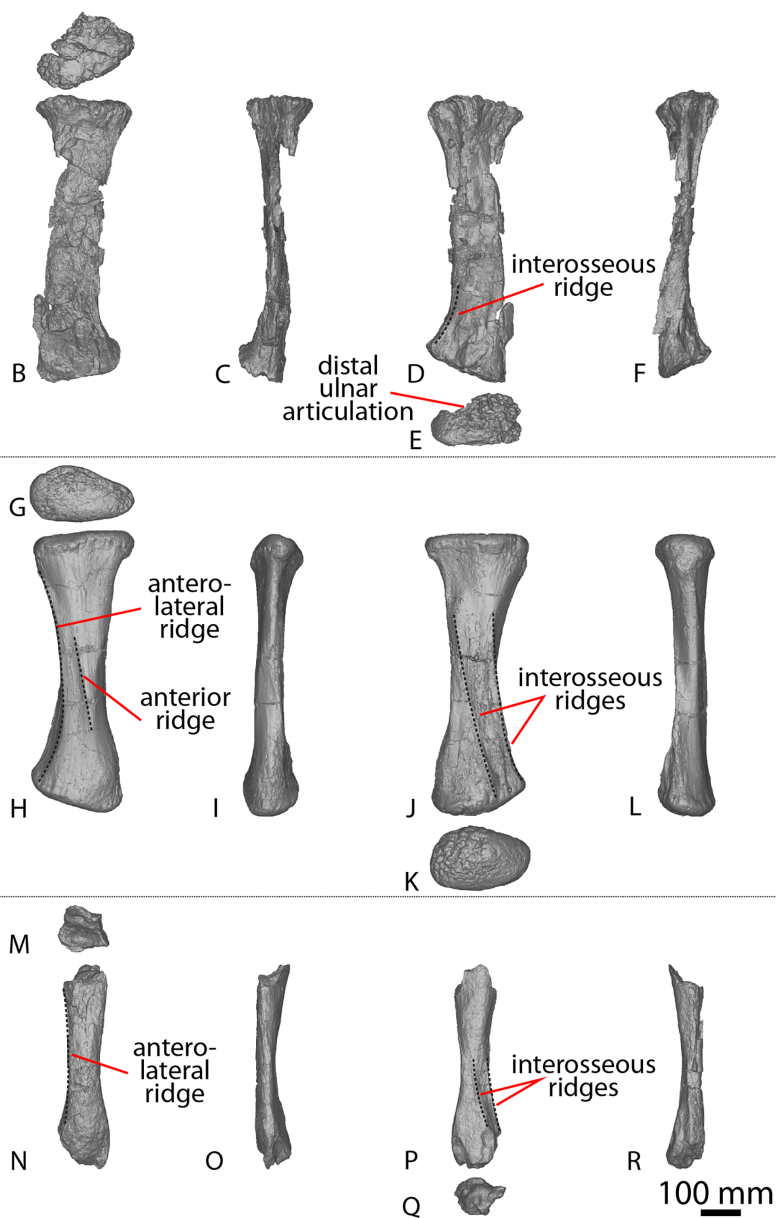 interosseous
ridge
B
C
D
F
distal
ulnar
articulation
E
G
antero-
lateral
ridge
anterior
ridge
interosseous
ridges
H
I
J
L
K
M
antero-
lateral
ridge
interosseous
ridges
N
O
P
R
Q
100 mm